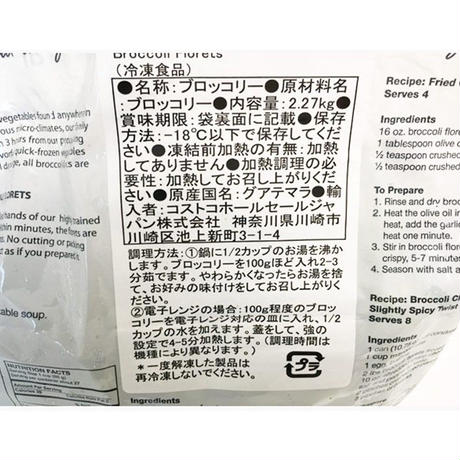 Broccoli Florets
(冷凍食品)
●名称:ブロッコリー●原材料名
:ブロッコリー●内容量:2.27kg●
賞味期限:袋裏面に記載●保存
方法:-18℃以下で保存してくだ
さい●凍結前加熱の有無:加熱
してありません●加熱調理の必
要性:加熱してお召し上がりくだ
さい●原産国名:グアテマラ●輸
入者:コストコホールセールジャ
パン株式会社 神奈川県川崎市
川崎区池上新町3-1-4
調理方法:①鍋に1/2カップのお湯を沸か
します。ブロッコリーを100gほど入れ2-3
分茹でます。やわらかくなったらお湯を捨
て、お好みの味付けをしてお召し上がりく
ださい。
②電子レンジの場合:100g程度のブロッ
コリーを電子レンジ対応の皿に入れ、1/2
カップの水を加えます。蓋をして、強の
設定で4-5分加熱します。(調理時間は
機種により異なります。)
*一度解凍した製品は
再冷凍しないでください。
プラ
vegetables found anywhere in
ous micro-climates, our family
n 3 hours from our growing
quick-frozen vegetables
all broccoles are
LORETS
hands of our high trained
within minutes, the florets are
No cutting or packing
as if you prepared it.
table soup.
NUTRITION FACTS
Ingredients
Recipe: Fried
Serves 4
Ingredients
16 oz. broccoli
1 tablespoon olive
½ teaspoon crushed
½ teaspoon crushed
To Prepare
1. Rinse and dry
2. Heat the olive oil in
heat, add the garlic
heat one minute.
3. Stir in broccoli
crispy, 5-7 minutes
4. Season with salt
Recipe: Broccoli
Slightly Spicy Twist
Serves 8
Ingredients
1 can